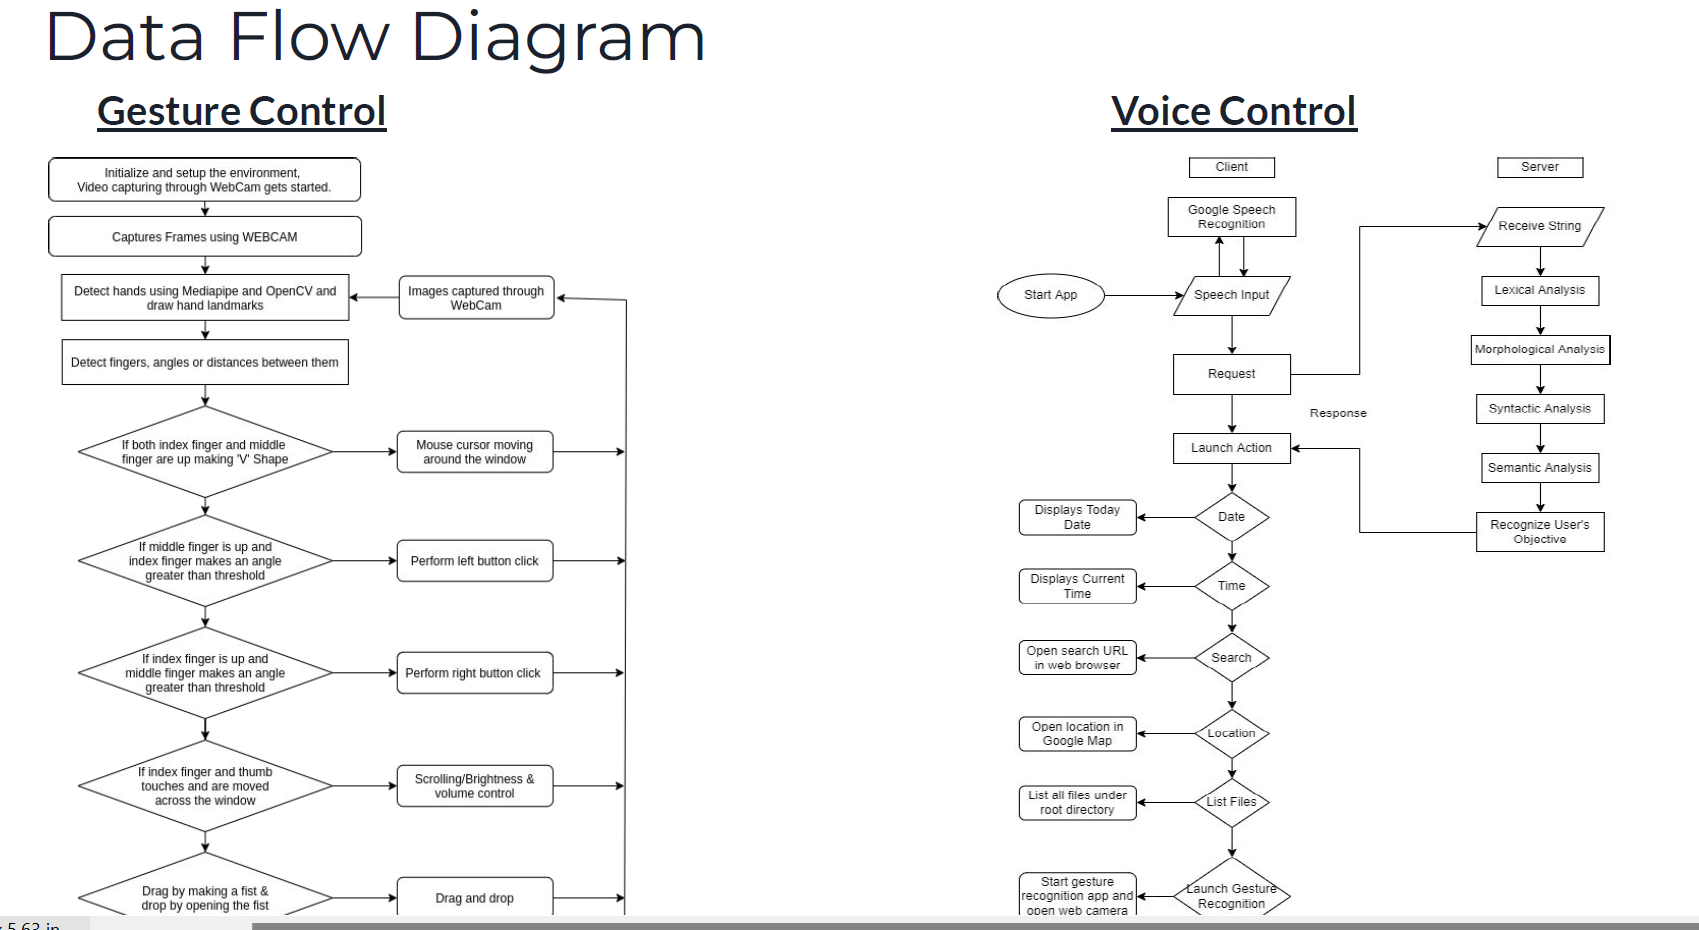 Data Flow Diagram
Gesture Control
Initialize and setup the environment,
Video capturing through WebCam gets started.
Captures Frames using WEBCAM
Detect hands using Mediapipe and OpenCV and
draw hand landmarks
Images captured through
WebCam
Detect fingers, angles or distances between them
If both index finger and middle
finger are up making 'V' Shape
Mouse cursor moving
around the window
If middle finger is up and
index finger makes an angle
greater than threshold
Perform left button click
If index finger is up and
middle finger makes an angle
greater than threshold
Perform right button click
If index finger and thumb
touches and are moved
across the window
Scrolling/Brightness &
volume control
Drag by making a fist &
drop by opening the fist
Drag and drop
Voice Control
Client
Server
Google Speech
Recognition
Start App
Speech Input
Request
Response
Launch Action
Receive String
Lexical Analysis
Morphological Analysis
Syntactic Analysis
Semantic Analysis
Recognize User's
Objective
Date
Displays Today
Date
Time
Displays Current
Time
Search
Open search URL
in web browser
Location
Open location in
Google Map
List Files
List all files under
root directory
Launch Gesture
Recognition
Start gesture
recognition app and
open web camera
5.63 in